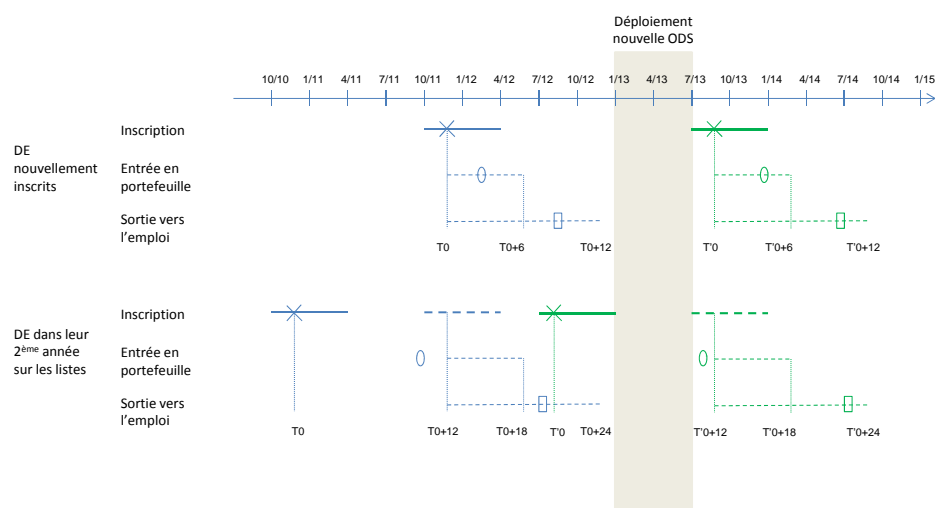 Déploiement
nouvelle ODS
10/10 1/11 4/11 7/11 10/11 1/12 4/12 7/12 10/12 1/13 4/13 7/13 10/13 1/14 4/14 7/14 10/14 1/15
DE
nouvellement
inscrits
Inscription
Entrée en
portefeuille
Sortie vers
l'emploi
T0 T0+6 T0+12 T'0 T'0+6 T'0+12
DE dans leur
2ème année
sur les listes
Inscription
Entrée en
portefeuille
Sortie vers
l'emploi
T0 T0+12 T0+18 T'0 T0+24 T'0+12 T'0+18 T'0+24